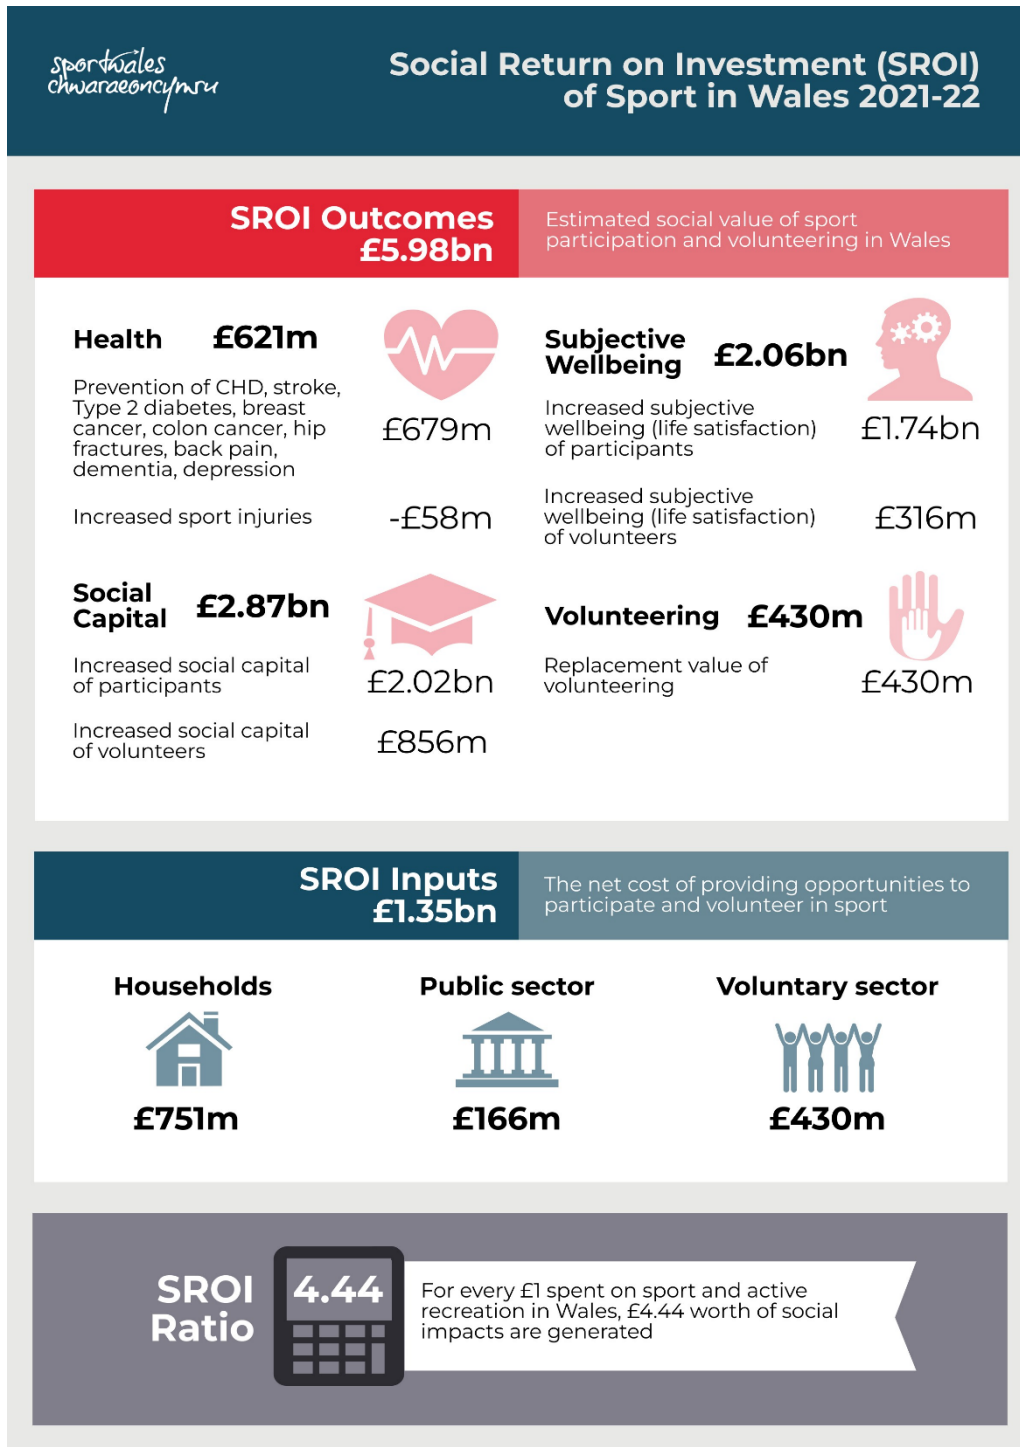 sportwales
chwaraeoncymru
Social Return on Investment (SROI)
of Sport in Wales 2021-22
SROI Outcomes
£5.98bn
Estimated social value of sport
participation and volunteering in Wales
Health £621m
Prevention of CHD, stroke,
Type 2 diabetes, breast
cancer, colon cancer, hip
fractures, back pain,
dementia, depression
£679m
Increased sport injuries
-£58m
Subjective
Wellbeing
£2.06bn
Increased subjective
wellbeing (life satisfaction)
of participants
£1.74bn
Increased subjective
wellbeing (life satisfaction)
of volunteers
£316m
Social
Capital
£2.87bn
Increased social capital
of participants
£2.02bn
Increased social capital
of volunteers
£856m
Volunteering £430m
Replacement value of
volunteering
£430m
SROI Inputs
£1.35bn
The net cost of providing opportunities to
participate and volunteer in sport
Households
£751m
Public sector
£166m
Voluntary sector
£430m
SROI
Ratio
4.44
For every £1 spent on sport and active
recreation in Wales, £4.44 worth of social
impacts are generated